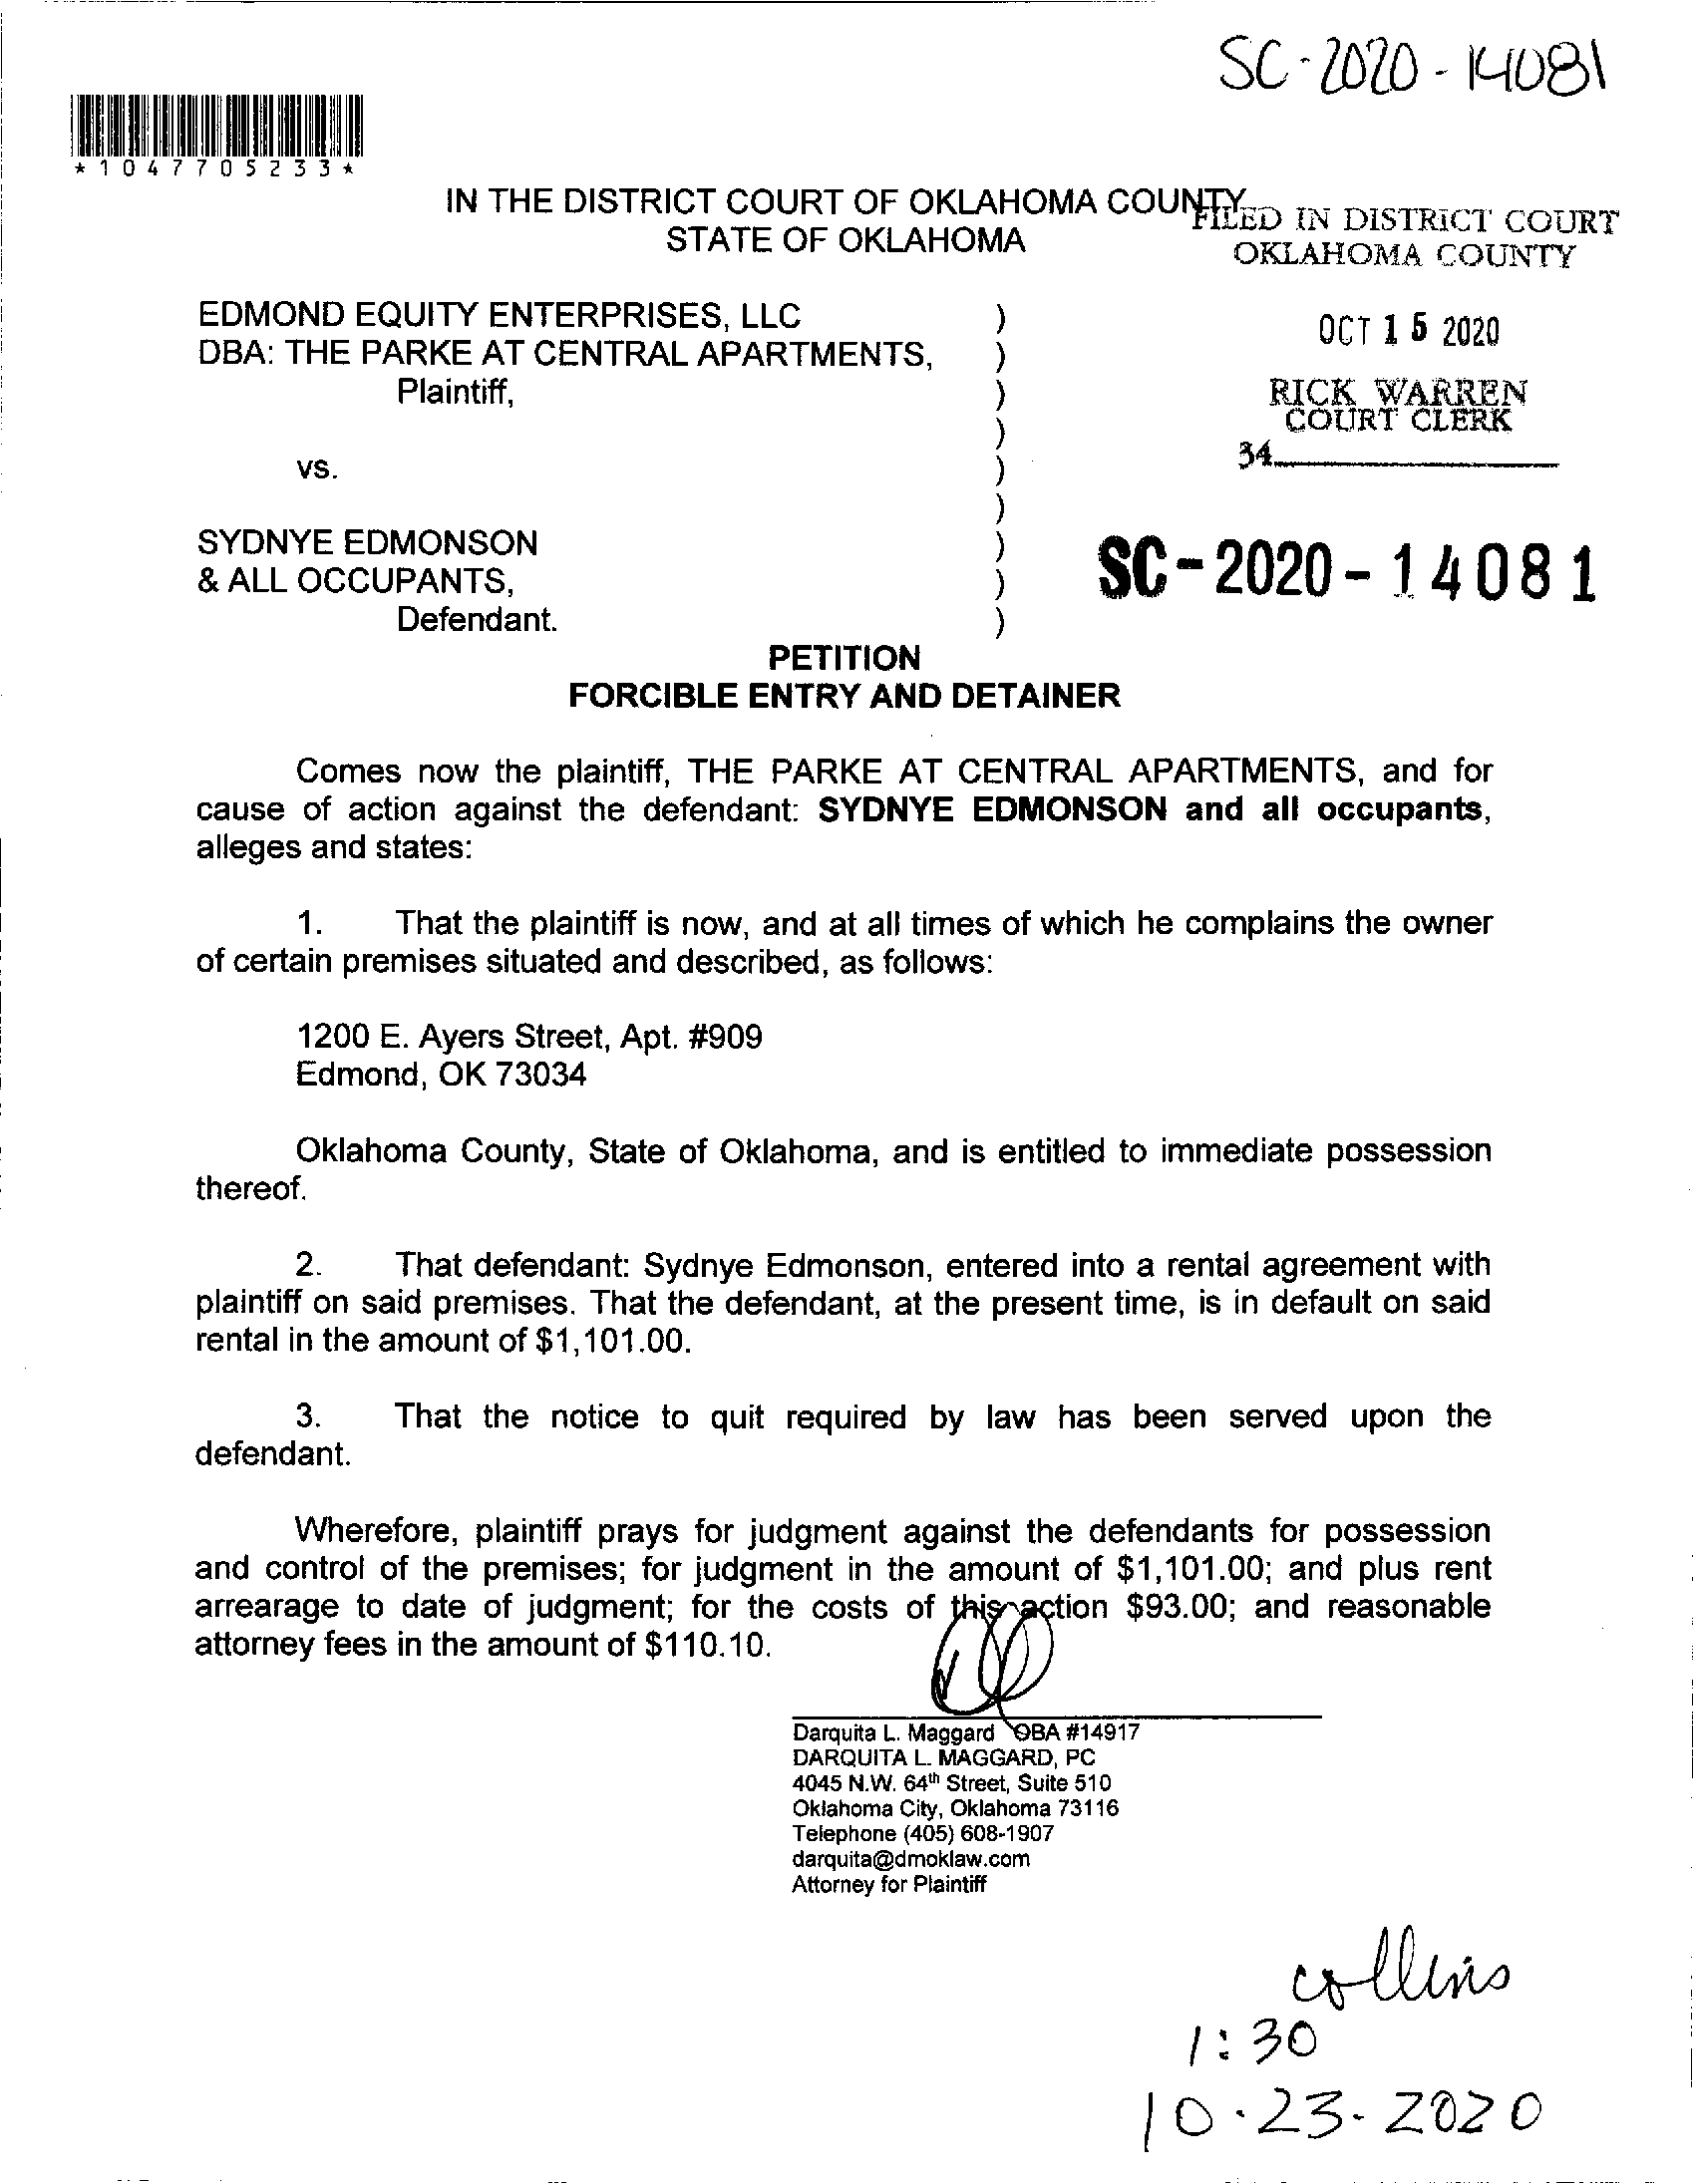 SC-2020-14081
*1047705233*
IN THE DISTRICT COURT OF OKLAHOMA COUNTY
STATE OF OKLAHOMA
FILED IN DISTRICT COURT
OKLAHOMA COUNTY
EDMOND EQUITY ENTERPRISES, LLC )
DBA: THE PARKE AT CENTRAL APARTMENTS, )
Plaintiff, )
)
vs. )
)
SYDNYE EDMONSON )
& ALL OCCUPANTS, )
Defendant. )
OCT 15 2020
RICK WARREN
COURT CLERK
34
SC-2020-14081
PETITION
FORCIBLE ENTRY AND DETAINER
Comes now the plaintiff, THE PARKE AT CENTRAL APARTMENTS, and for
cause of action against the defendant: SYDNYE EDMONSON and all occupants,
alleges and states:
1. That the plaintiff is now, and at all times of which he complains the owner
of certain premises situated and described, as follows:
1200 E. Ayers Street, Apt. #909
Edmond, OK 73034
Oklahoma County, State of Oklahoma, and is entitled to immediate possession
thereof.
2. That defendant: Sydnye Edmonson, entered into a rental agreement with
plaintiff on said premises. That the defendant, at the present time, is in default on said
rental in the amount of $1,101.00.
3. That the notice to quit required by law has been served upon the
defendant.
Wherefore, plaintiff prays for judgment against the defendants for possession
and control of the premises; for judgment in the amount of $1,101.00; and plus rent
arrearage to date of judgment; for the costs of this action $93.00; and reasonable
attorney fees in the amount of $110.10.
Darquita L. Maggard OBA #14917
DARQUITA L. MAGGARD, PC
4045 N.W. 64th Street, Suite 510
Oklahoma City, Oklahoma 73116
Telephone (405) 608-1907
darquita@dmoklaw.com
Attorney for Plaintiff
collins
1:30
10-23-2020